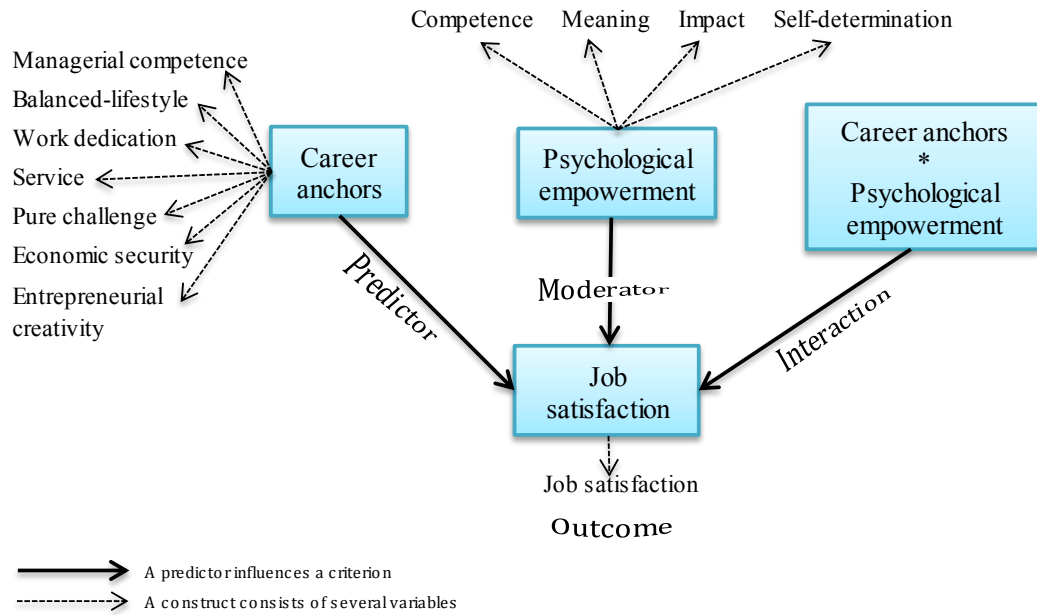 Competence Meaning Impact Self-determination
Managerial competence
Balanced-lifestyle
Work dedication
Service
Pure challenge
Economic security
Entrepreneurial
creativity
Career
anchors
Psychological
empowerment
Career anchors
*
Psychological
empowerment
Predictor
Moderator
Interaction
Job
satisfaction
Job satisfaction
Outcome
A predictor influences a criterion
A construct consists of several variables